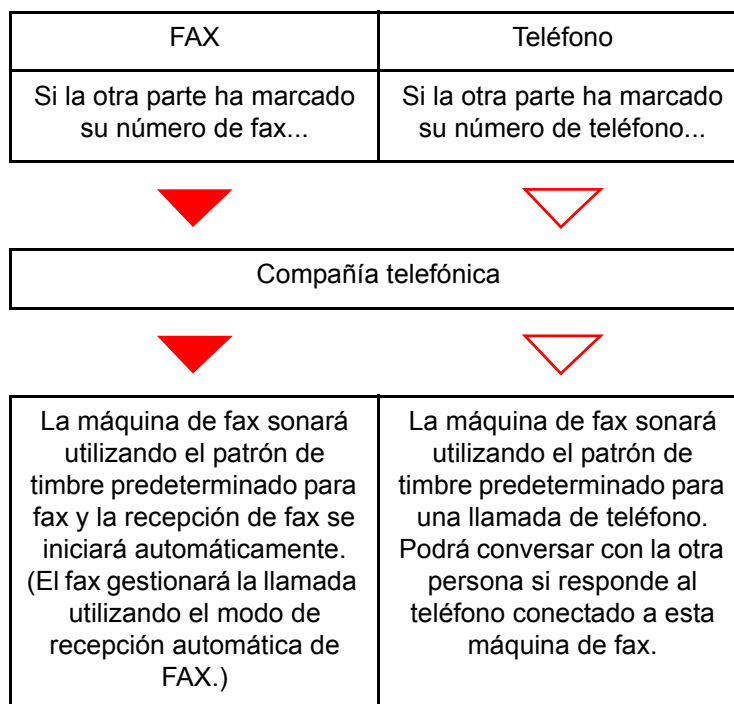 FAX
Teléfono
Si la otra parte ha marcado
su número de fax...
Si la otra parte ha marcado
su número de teléfono...
Compañía telefónica
La máquina de fax sonará
utilizando el patrón de
timbre predeterminado para
fax y la recepción de fax se
iniciará automáticamente.
(El fax gestionará la llamada
utilizando el modo de
recepción automática de
FAX.)
La máquina de fax sonará
utilizando el patrón de
timbre predeterminado para
una llamada de teléfono.
Podrá conversar con la otra
persona si responde al
teléfono conectado a esta
máquina de fax.